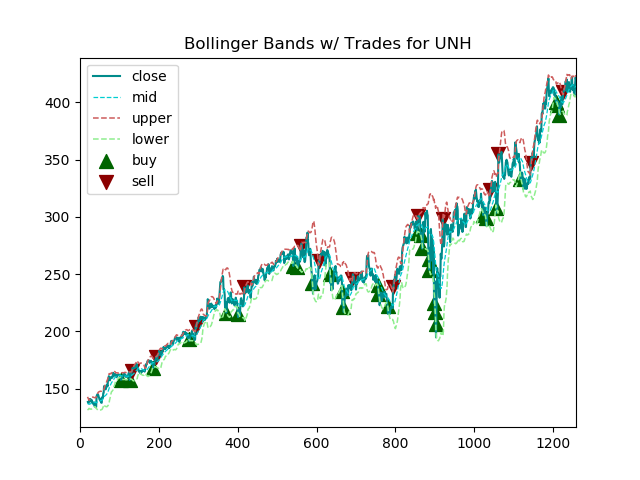 Bollinger Bands w/ Trades for UNH
close
mid
upper
lower
buy
sell
400
350
300
250
200
150
0 200 400 600 800 1000 1200